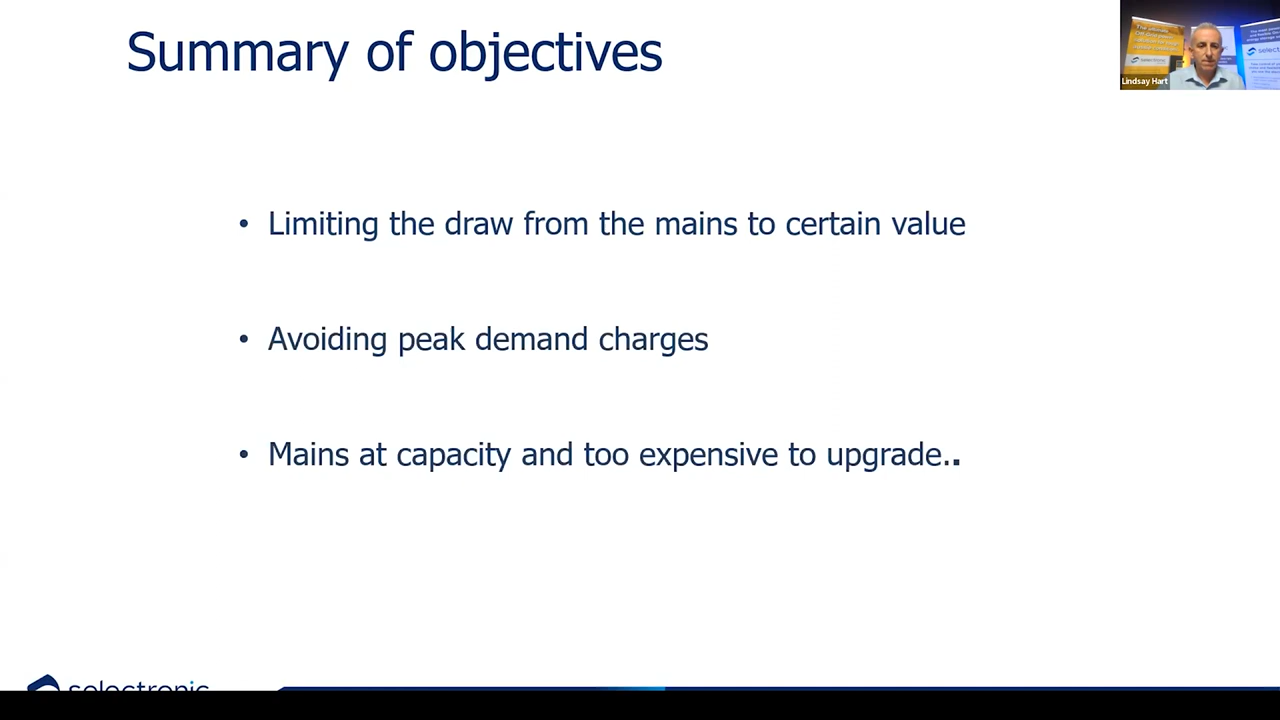 Summary of objectives
Lindsay Hart
• Limiting the draw from the mains to certain value
• Avoiding peak demand charges
• Mains at capacity and too expensive to upgrade..
selectronic